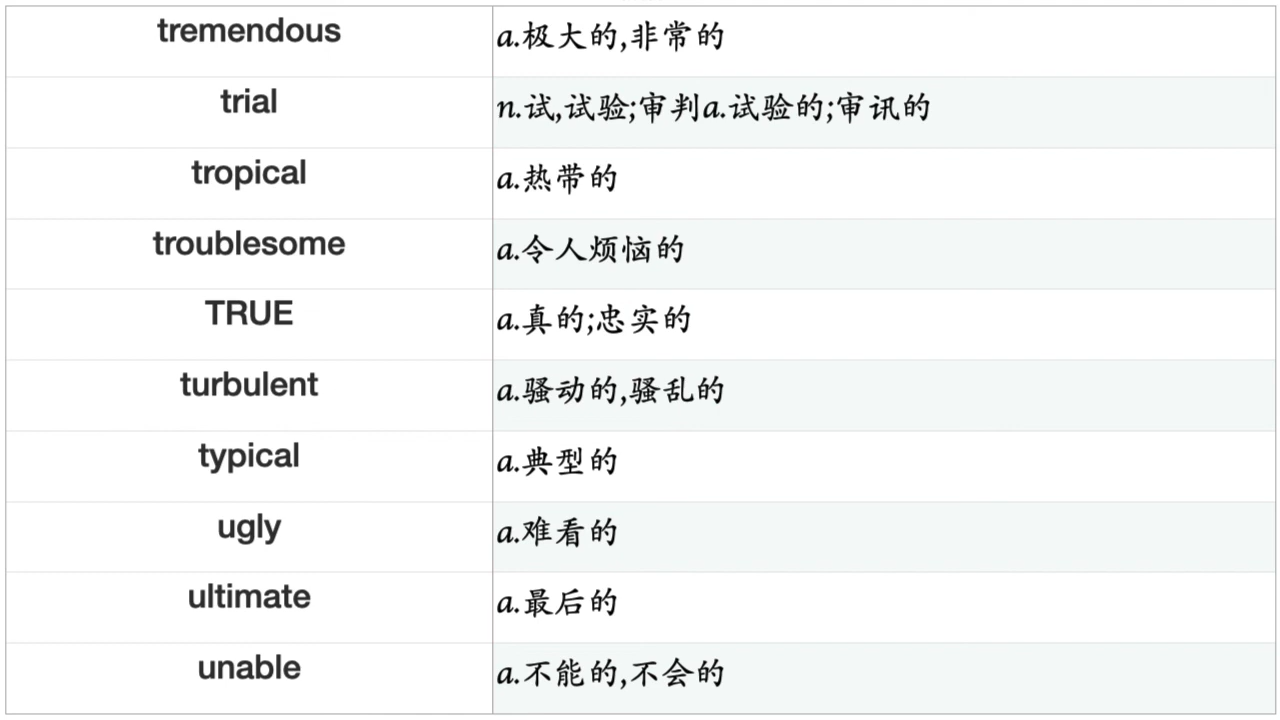 tremendous a.极大的,非常的
trial n.试,试验;审判a.试验的;审讯的
tropical a.热带的
troublesome a.令人烦恼的
TRUE a.真的;忠实的
turbulent a.骚动的,骚乱的
typical a.典型的
ugly a.难看的
ultimate a.最后的
unable a.不能的,不会的